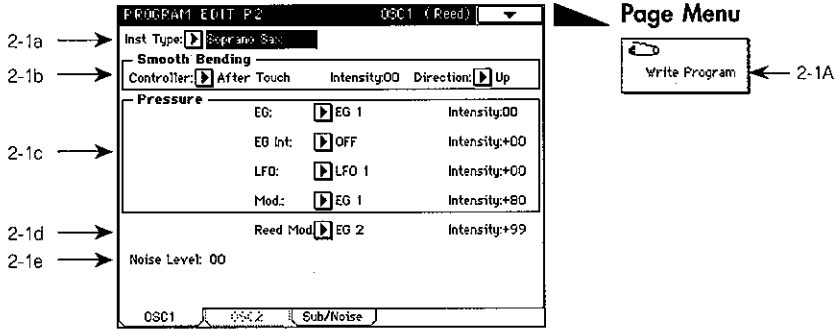 PROGRAM EDIT P2 OSC1 (Reed)
Page Menu
2-1a Inst Type: Soprano Sax
Write Program 2-1A
Smooth Bending
2-1b Controller: After Touch Intensity:00 Direction: Up
Pressure
EG: EG 1 Intensity:00
EG Int: OFF Intensity:+00
2-1c
LFO: LFO 1 Intensity:+00
Mod.: EG 1 Intensity:+80
2-1d Reed Mod. EG 2 Intensity:+99
2-1e Noise Level: 00
OSC1 OSC2 Sub/Noise